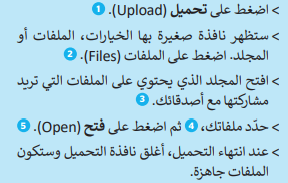 > اضغط على تحميل (Upload). 1
> ستظهر نافذة صغيرة بها الخيارات، الملفات أو
المجلد. اضغط على الملفات (Files). 2
> افتح المجلد الذي يحتوي على الملفات التي تريد
مشاركتها مع أصدقائك. 3
> حدّد ملفاتك، 4 ثم اضغط على فتح (Open). 5
> عند انتهاء التحميل، أغلق نافذة التحميل وستكون
الملفات جاهزة.